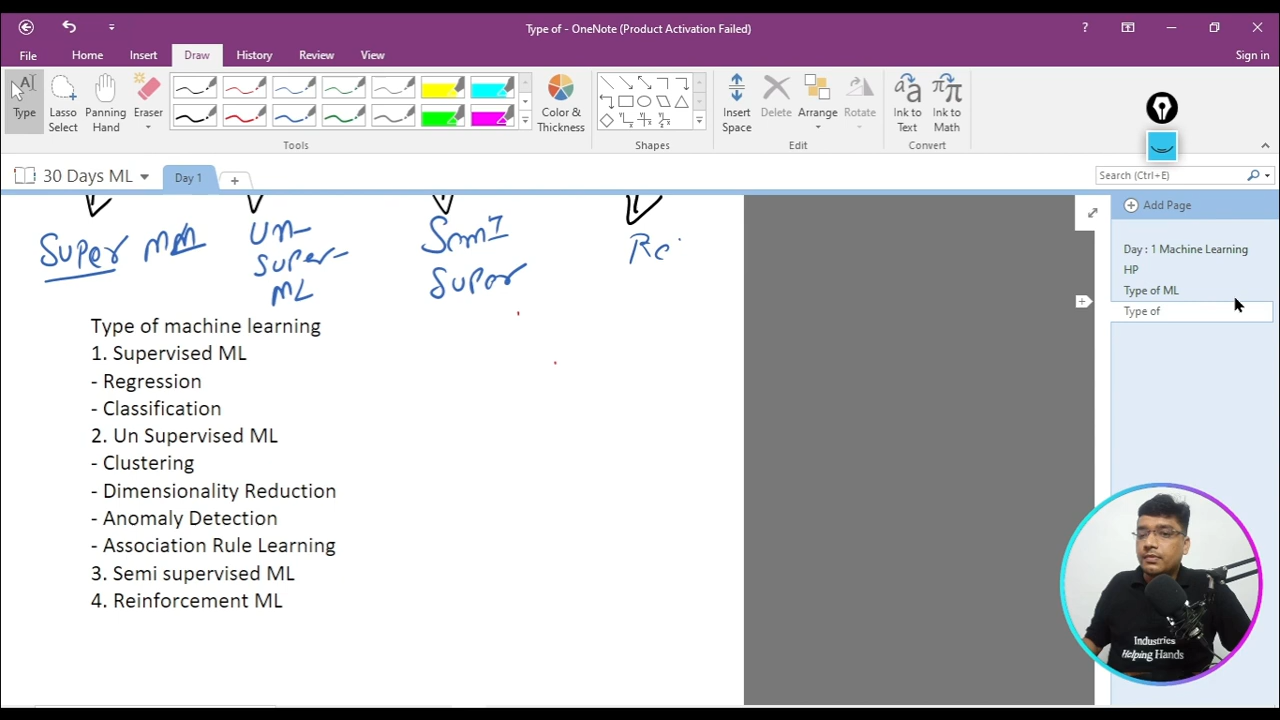 Type of - OneNote (Product Activation Failed)
?
File
Home
Insert
Draw
History
Review
View
Sign in
Type
Lasso
Select
Panning
Hand
Eraser
Color &
Thickness
Insert
Space
Delete
Arrange
Rotate
Ink to
Text
Ink to
Math
Tools
Shapes
Edit
Convert
30 Days ML
Day 1
Search (Ctrl+E)
Add Page
Day : 1 Machine Learning
HP
Type of ML
Type of
Super
Un-
Super-
ML
Semi
Super
Re
Type of machine learning
1. Supervised ML
- Regression
- Classification
2. Un Supervised ML
- Clustering
- Dimensionality Reduction
- Anomaly Detection
- Association Rule Learning
3. Semi supervised ML
4. Reinforcement ML
Industries
Helping Hands